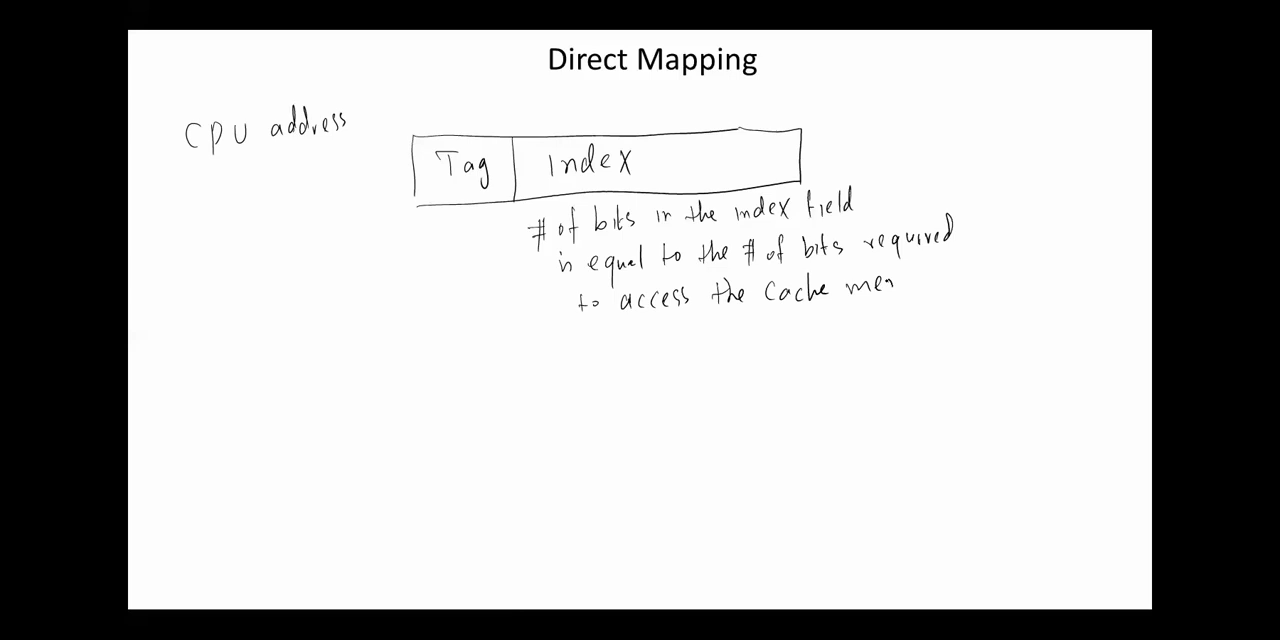 Direct Mapping
CPU address
Tag Index
# of bits in the index field
is equal to the # of bits required
to access the cache mem